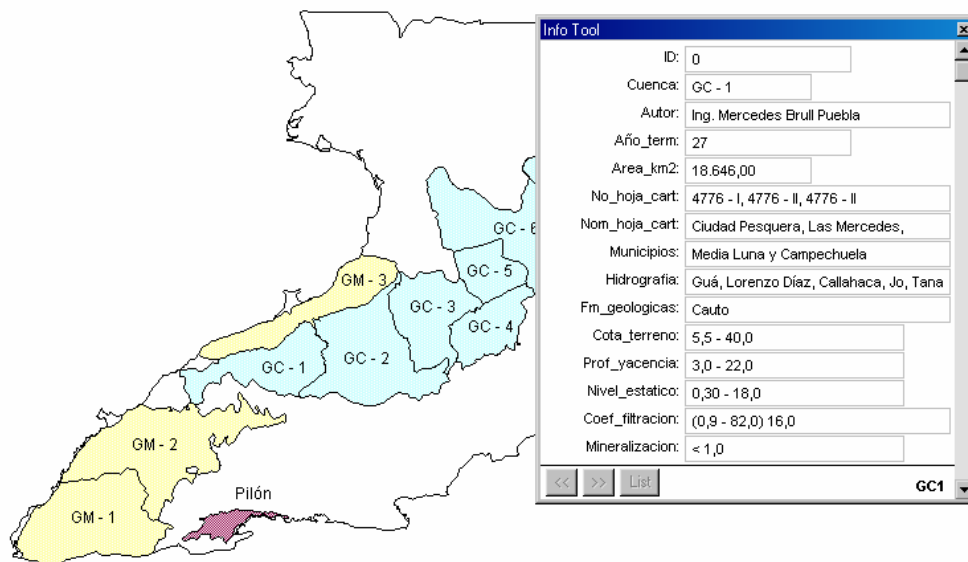 Info Tool
ID: 0
Cuenca: GC - 1
Autor: Ing. Mercedes Brull Puebla
Año_term: 27
Area_km2: 18.646,00
No_hoja_cart: 4776 - I, 4776 - II, 4776 - II
Nom_hoja_cart: Ciudad Pesquera, Las Mercedes,
Municipios: Media Luna y Campechuela
Hidrografia: Guá, Lorenzo Díaz, Callahaca, Jo, Tana
Fm_geologicas: Cauto
Cota_terreno: 5,5 - 40,0
Prof_yacencia: 3,0 - 22,0
Nivel_estatico: 0,30 - 18,0
Coef_filtracion: (0,9 - 82,0) 16,0
Mineralizacion: < 1,0
<< >> List GC1
GC - 6
GC - 5
GM - 3
GC - 3
GC - 4
GC - 2
GC - 1
GM - 2
Pilón
GM - 1